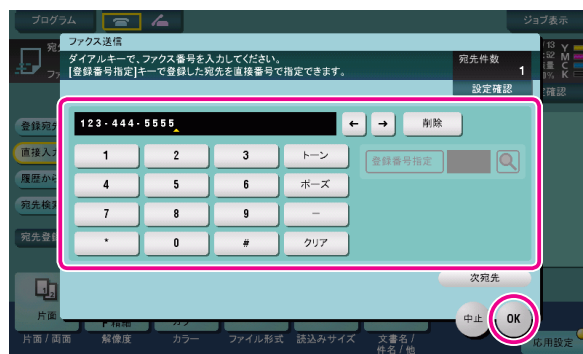 プログラム
ジョブ表示
ファクス送信
ダイアルキーで、ファクス番号を入力してください。
[登録番号指定]キーで登録した宛先を直接番号で指定できます。
宛先件数
1
設定確認
Y
M
C
K
登録宛先
直接入
履歴か
宛先検
宛先登録
123-444-5555
← → 削除
1 2 3 トーン
登録番号指定
4 5 6 ポーズ
7 8 9 −
* 0 # クリア
次宛先
中止 OK
片面
片面/両面
解像度
カラー
ファイル形式
読込みサイズ
文書名/
件名/他
応用設定